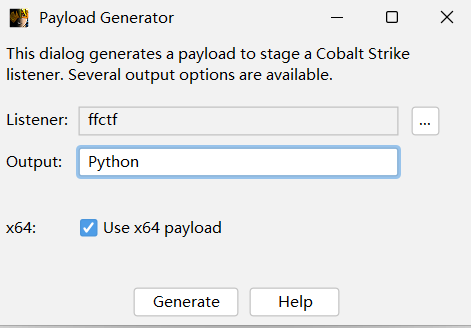 Payload Generator
This dialog generates a payload to stage a Cobalt Strike
listener. Several output options are available.
Listener: ffctf ...
Output: Python
x64: Use x64 payload
Generate Help